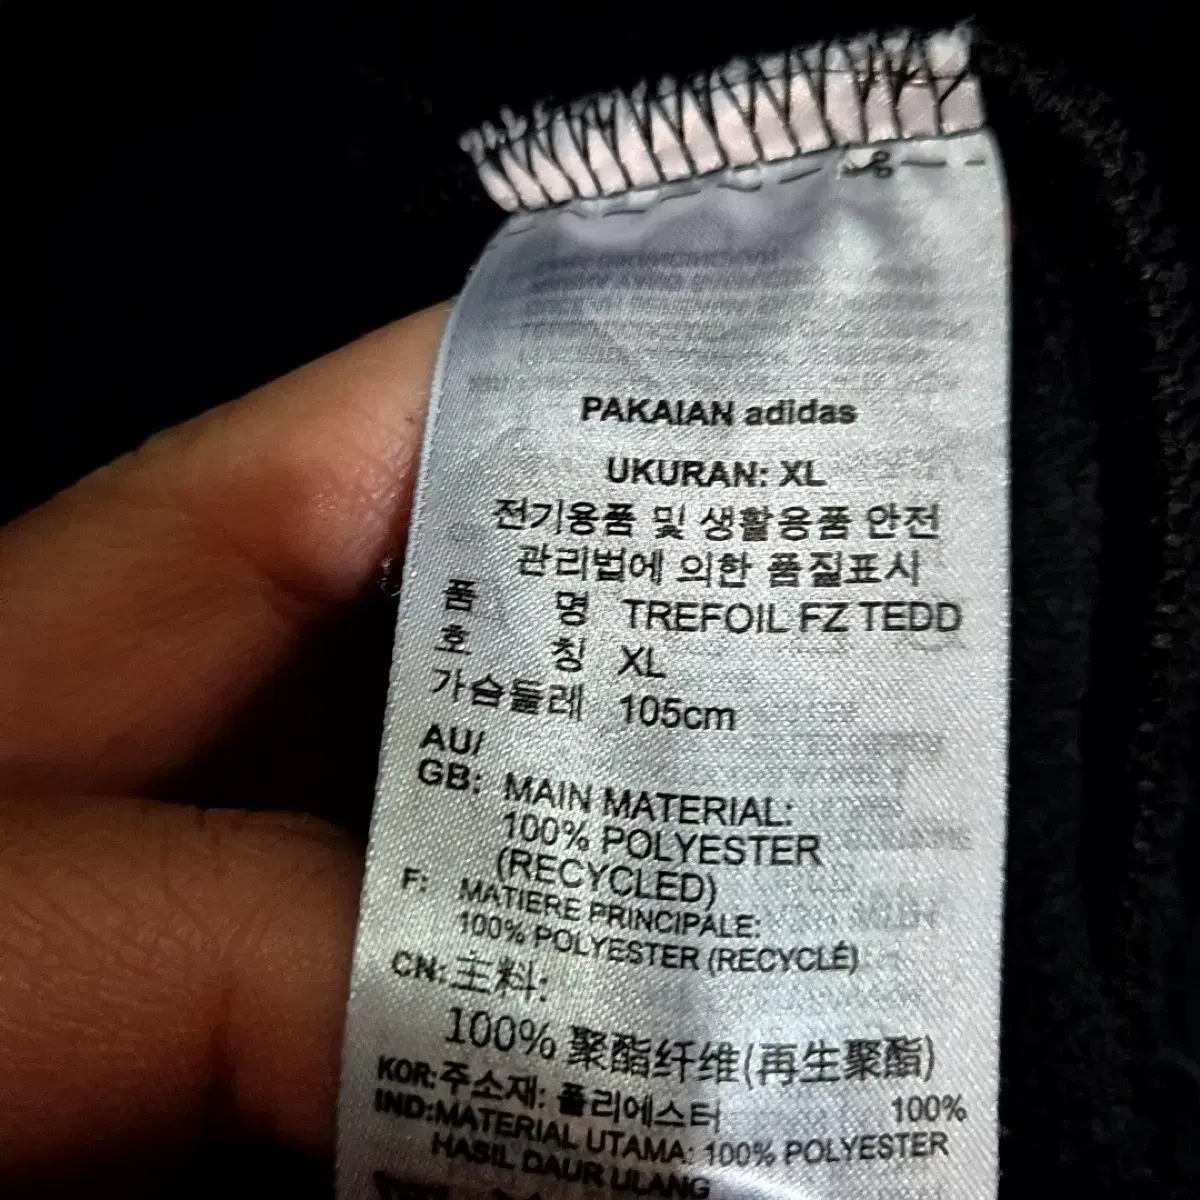 PAKAIAN adidas
UKURAN: XL
전기용품 및 생활용품 안전
관리법에 의한 품질표시
품 명 TREFOIL FZ TEDD
호 칭 XL
가슴둘레 105cm
AU/
GB: MAIN MATERIAL:
100% POLYESTER
(RECYCLED)
F: MATIERE PRINCIPALE:
100% POLYESTER (RECYCLÉ)
CN: 主料:
100% 聚酯纤维(再生聚酯)
KOR: 주소재: 폴리에스터 100%
IND: MATERIAL UTAMA: 100% POLYESTER
HASIL DAUR ULANG